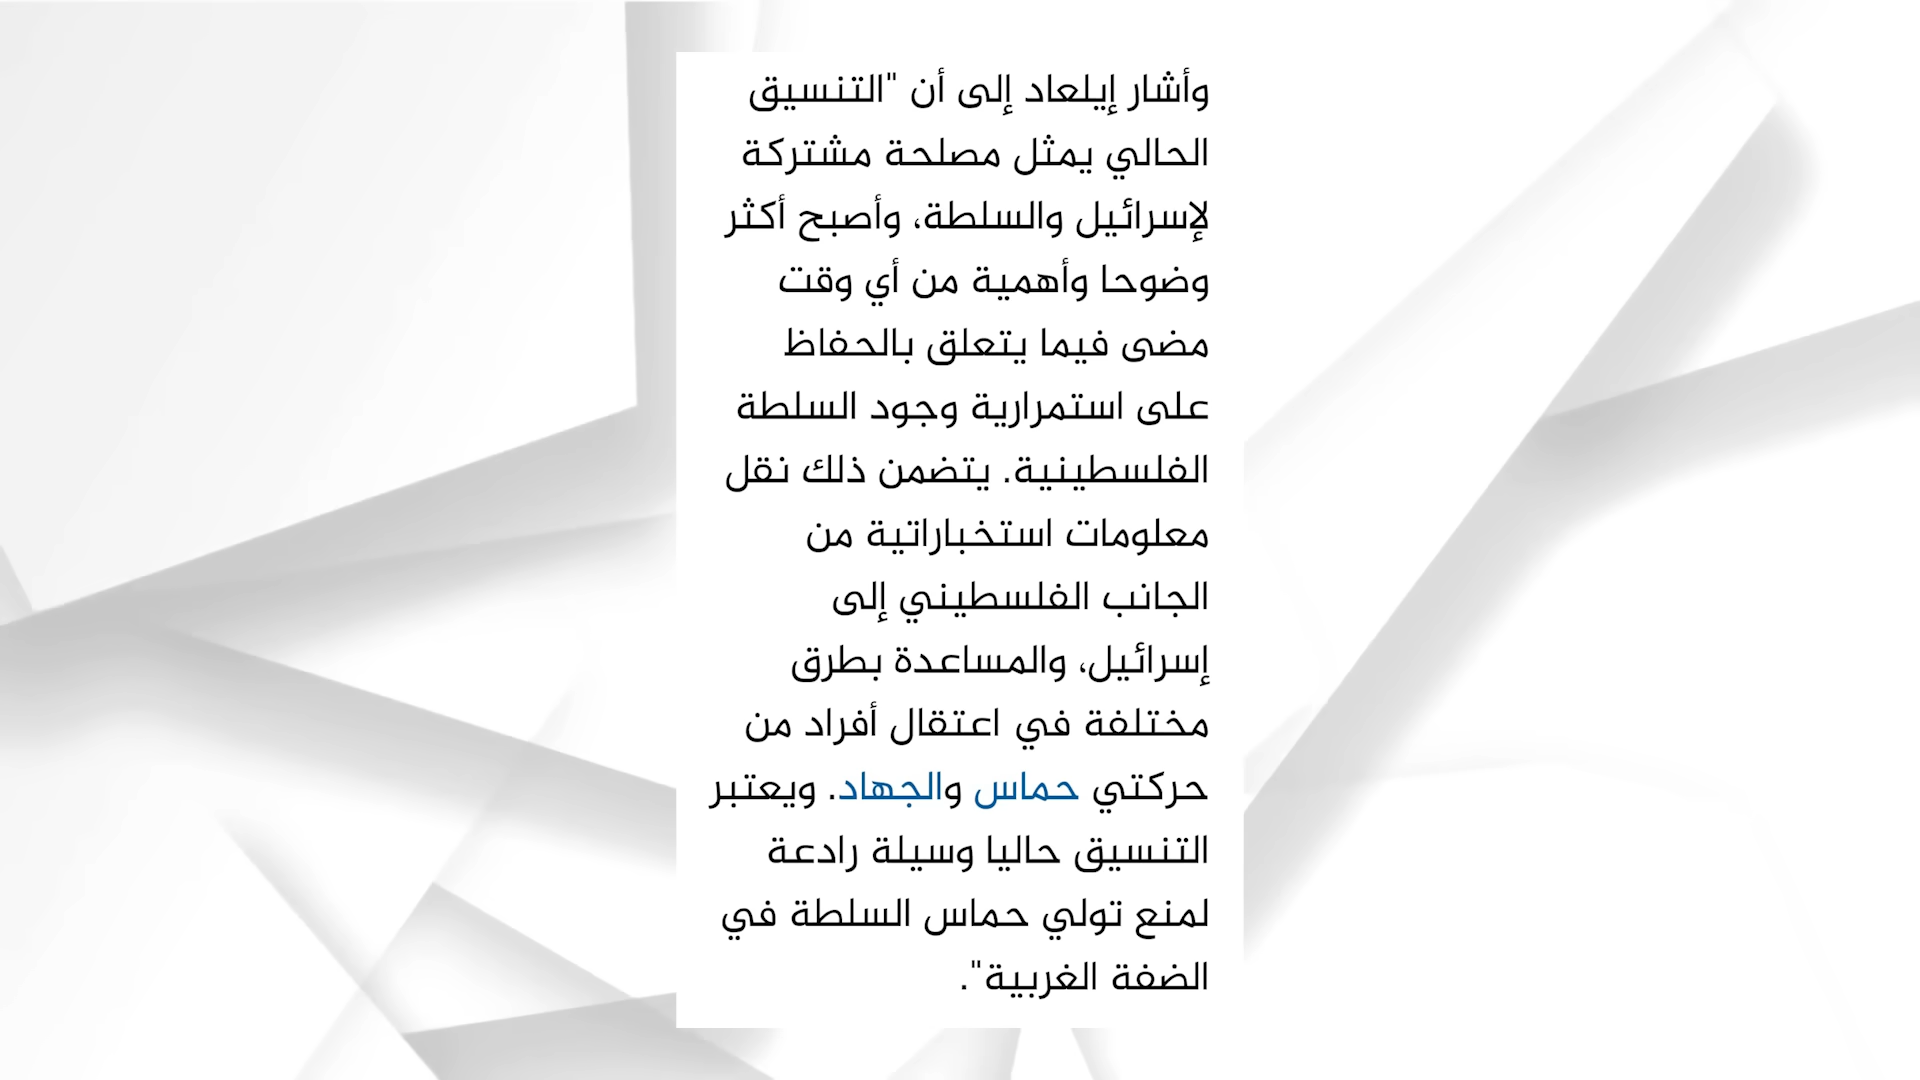 وأشار إيلعاد إلى أن "التنسيق
الحالي يمثل مصلحة مشتركة
لإسرائيل والسلطة، وأصبح أكثر
وضوحا وأهمية من أي وقت
مضى فيما يتعلق بالحفاظ
على استمرارية وجود السلطة
الفلسطينية. يتضمن ذلك نقل
معلومات استخباراتية من
الجانب الفلسطيني إلى
إسرائيل، والمساعدة بطرق
مختلفة في اعتقال أفراد من
حركتي حماس والجهاد. ويعتبر
التنسيق حاليا وسيلة رادعة
لمنع تولي حماس السلطة في
الضفة الغربية".